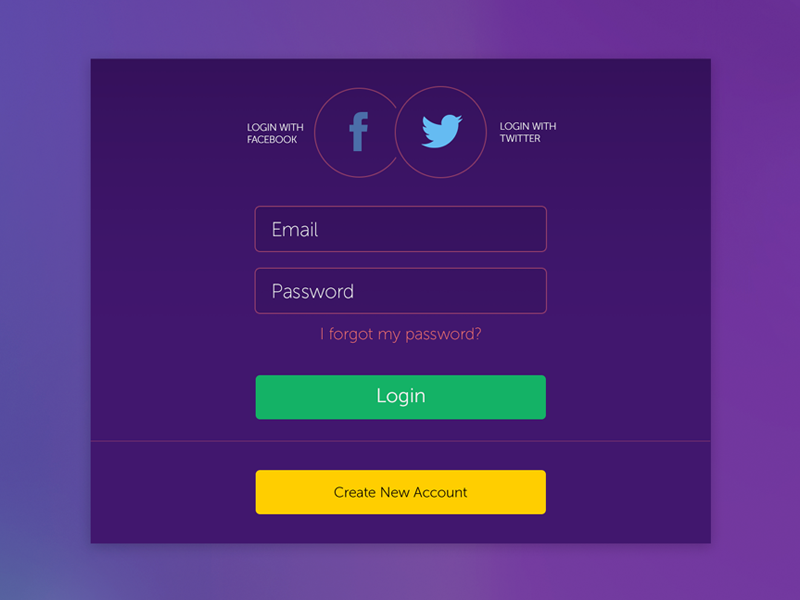 LOGIN WITH
FACEBOOK
LOGIN WITH
TWITTER
Email
Password
I forgot my password?
Login
Create New Account